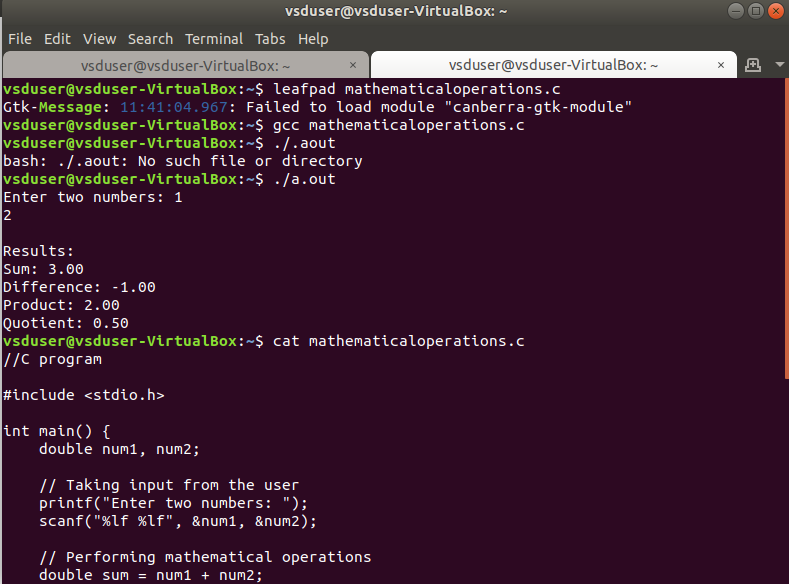 vsduser@vsduser-VirtualBox: ~
File Edit View Search Terminal Tabs Help
vsduser@vsduser-VirtualBox: ~ × vsduser@vsduser-VirtualBox: ~ ×
vsduser@vsduser-VirtualBox:~$ leafpad mathematicaloperations.c
Gtk-Message: 11:41:04.967: Failed to load module "canberra-gtk-module"
vsduser@vsduser-VirtualBox:~$ gcc mathematicaloperations.c
vsduser@vsduser-VirtualBox:~$ ./.aout
bash: ./.aout: No such file or directory
vsduser@vsduser-VirtualBox:~$ ./a.out
Enter two numbers: 1
2

Results:
Sum: 3.00
Difference: -1.00
Product: 2.00
Quotient: 0.50
vsduser@vsduser-VirtualBox:~$ cat mathematicaloperations.c
//C program

#include <stdio.h>

int main() {
    double num1, num2;

    // Taking input from the user
    printf("Enter two numbers: ");
    scanf("%lf %lf", &num1, &num2);

    // Performing mathematical operations
    double sum = num1 + num2;